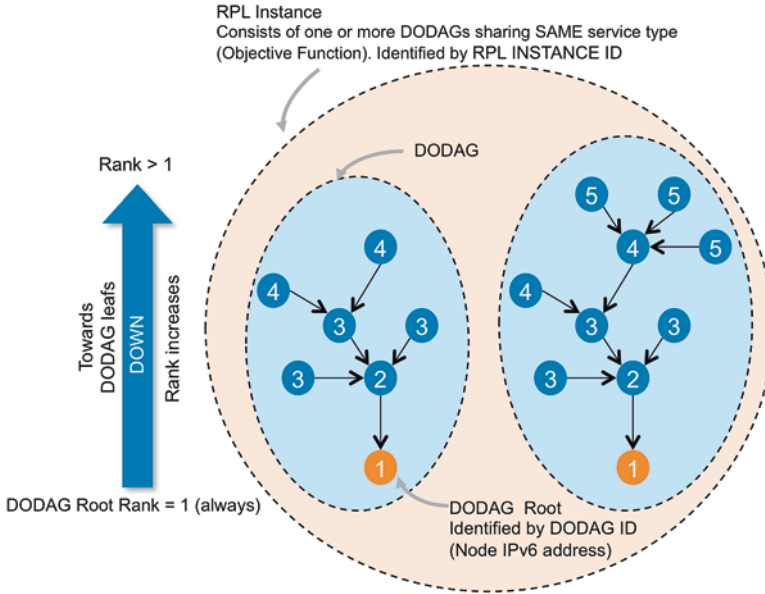 RPL Instance
Consists of one or more DODAGs sharing SAME service type
(Objective Function). Identified by RPL INSTANCE ID
DODAG
Rank > 1
Towards
DODAG leafs
DOWN
Rank increases
DODAG Root Rank = 1 (always)
4
4
3
3
3
2
1
5
5
4
5
4
3
3
3
2
1
DODAG Root
Identified by DODAG ID
(Node IPv6 address)